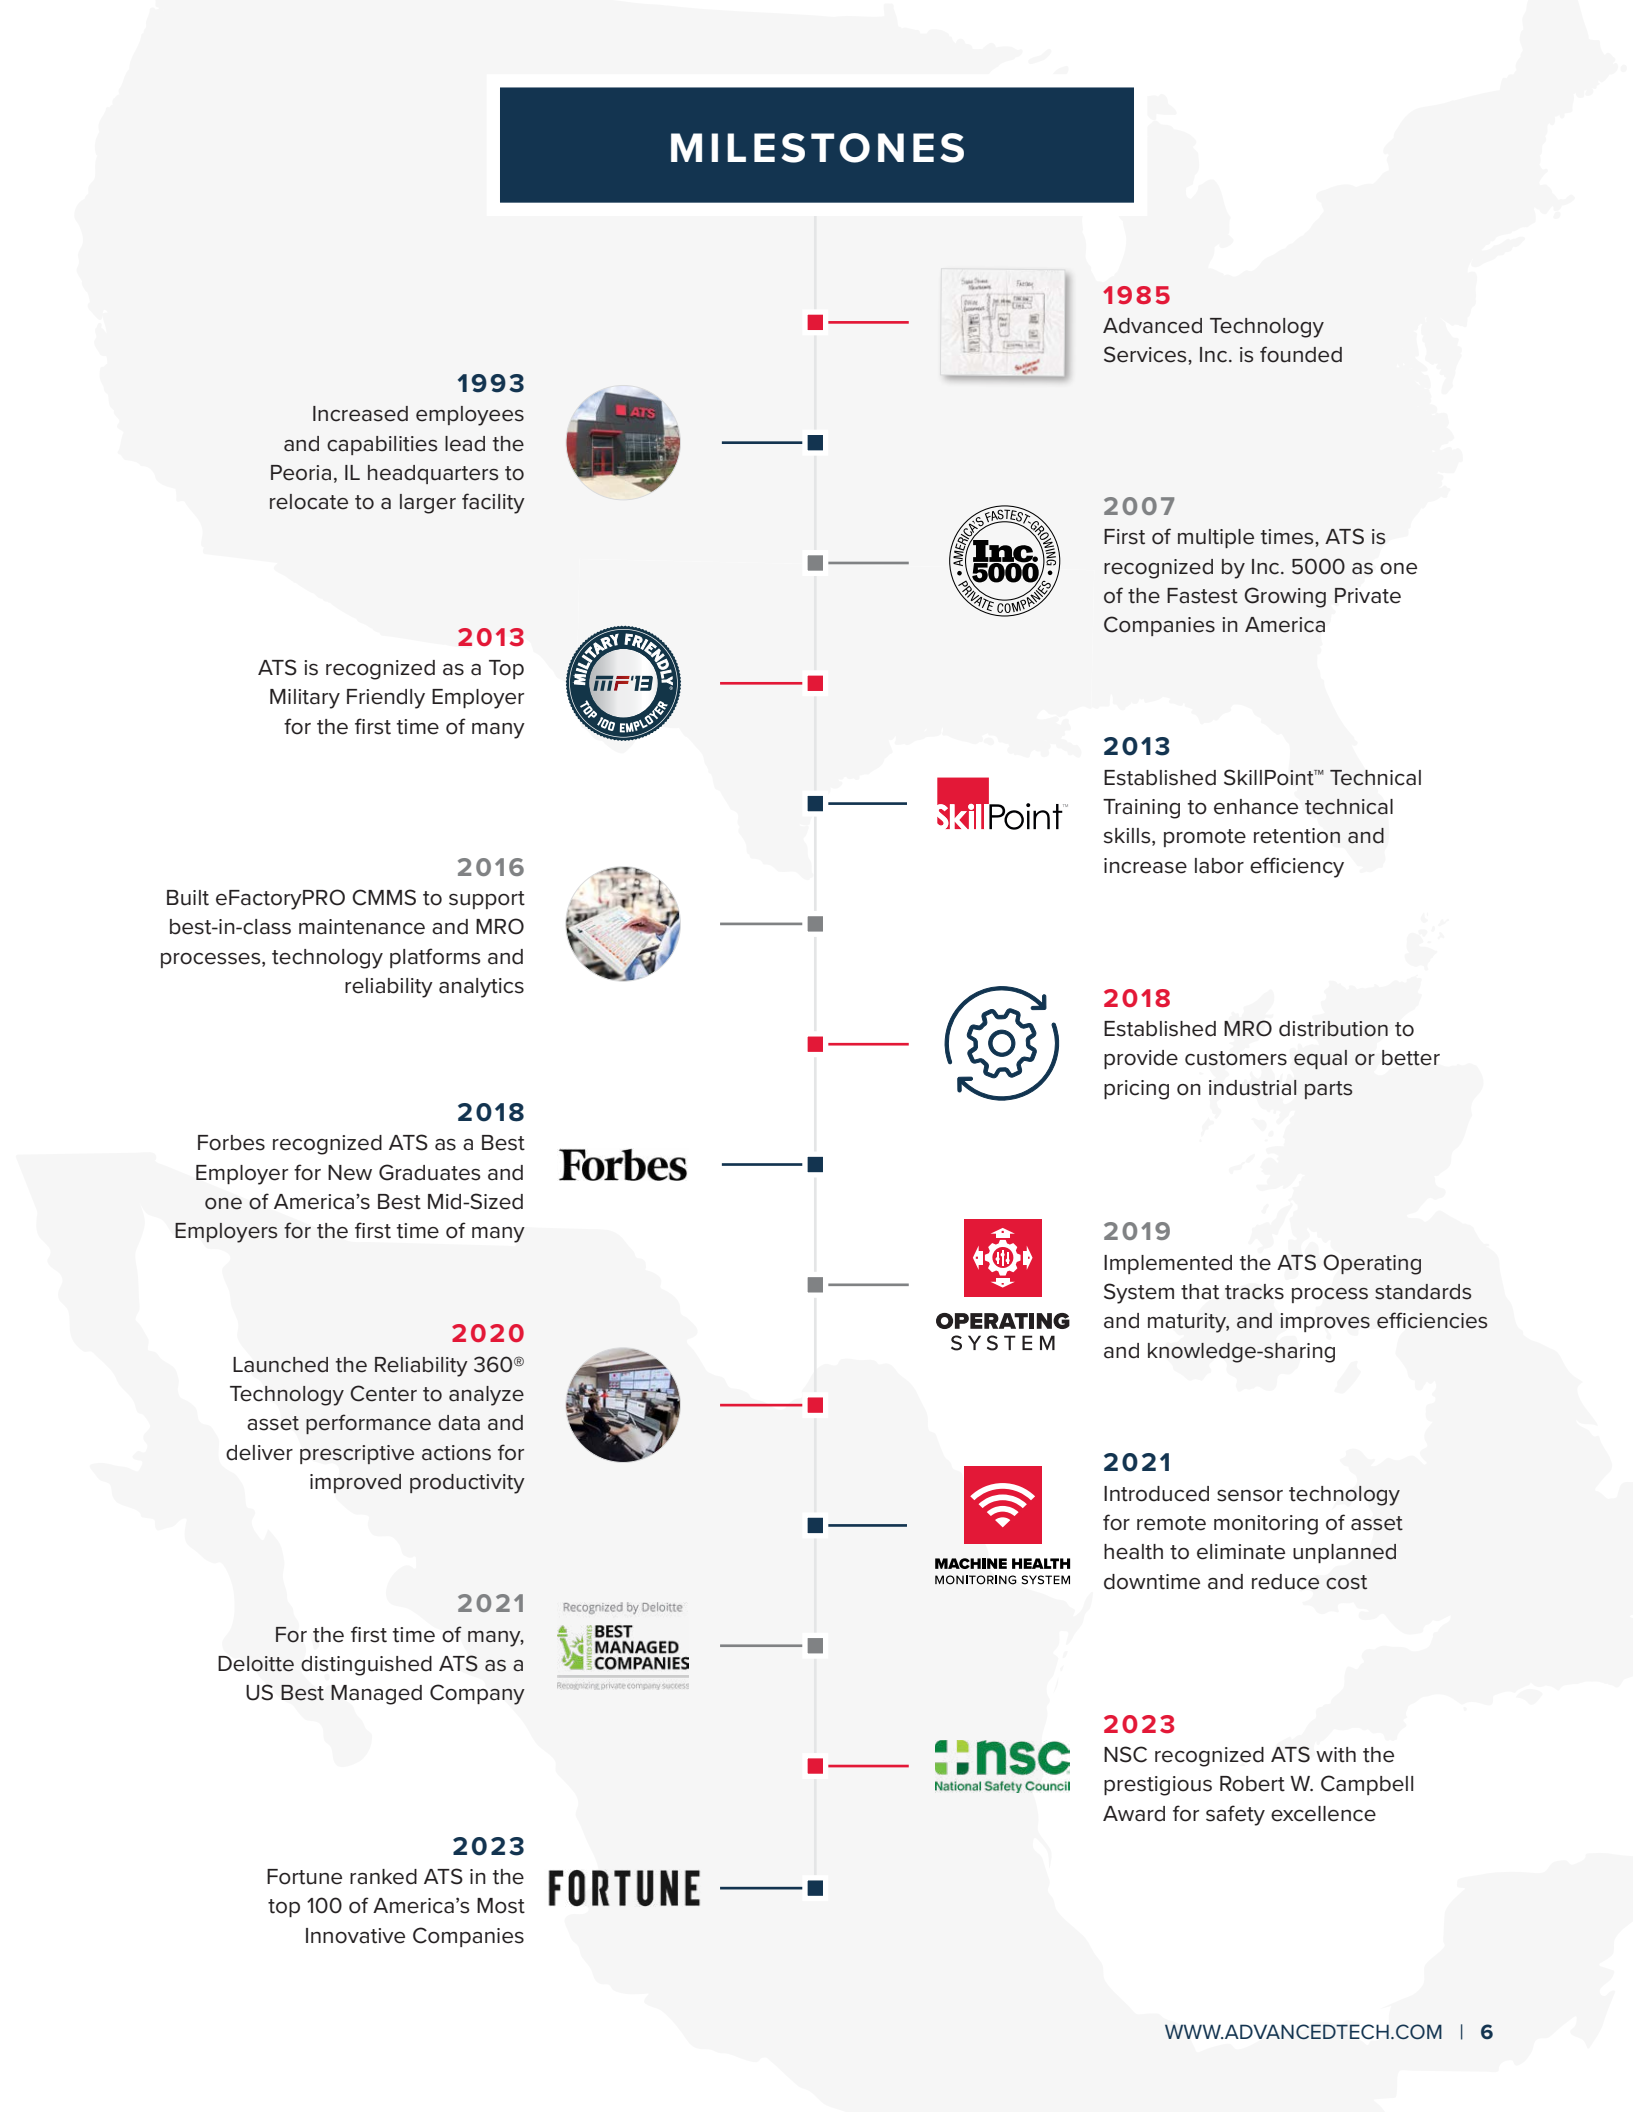 MILESTONES
1985
Advanced Technology
Services, Inc. is founded
1993
Increased employees
and capabilities lead the
Peoria, IL headquarters to
relocate to a larger facility
ATS
2007
First of multiple times, ATS is
recognized by Inc. 5000 as one
of the Fastest Growing Private
Companies in America
AMERICA'S FASTEST-GROWING
Inc.
5000
PRIVATE COMPANIES
2013
ATS is recognized as a Top
Military Friendly Employer
for the first time of many
MILITARY FRIENDLY®
MF'13
TOP 100 EMPLOYER
2013
Established SkillPoint™ Technical
Training to enhance technical
skills, promote retention and
increase labor efficiency
SkillPoint™
2016
Built eFactoryPRO CMMS to support
best-in-class maintenance and MRO
processes, technology platforms and
reliability analytics
2018
Established MRO distribution to
provide customers equal or better
pricing on industrial parts
2018
Forbes recognized ATS as a Best
Employer for New Graduates and
one of America's Best Mid-Sized
Employers for the first time of many
Forbes
2019
Implemented the ATS Operating
System that tracks process standards
and maturity, and improves efficiencies
and knowledge-sharing
OPERATING
SYSTEM
2020
Launched the Reliability 360®
Technology Center to analyze
asset performance data and
deliver prescriptive actions for
improved productivity
2021
Introduced sensor technology
for remote monitoring of asset
health to eliminate unplanned
downtime and reduce cost
MACHINE HEALTH
MONITORING SYSTEM
2021
For the first time of many,
Deloitte distinguished ATS as a
US Best Managed Company
Recognized by Deloitte
UNITED STATES
BEST
MANAGED
COMPANIES
Recognizing private company success
2023
NSC recognized ATS with the
prestigious Robert W. Campbell
Award for safety excellence
nsc
National Safety Council
2023
Fortune ranked ATS in the
top 100 of America's Most
Innovative Companies
FORTUNE
WWW.ADVANCEDTECH.COM | 6